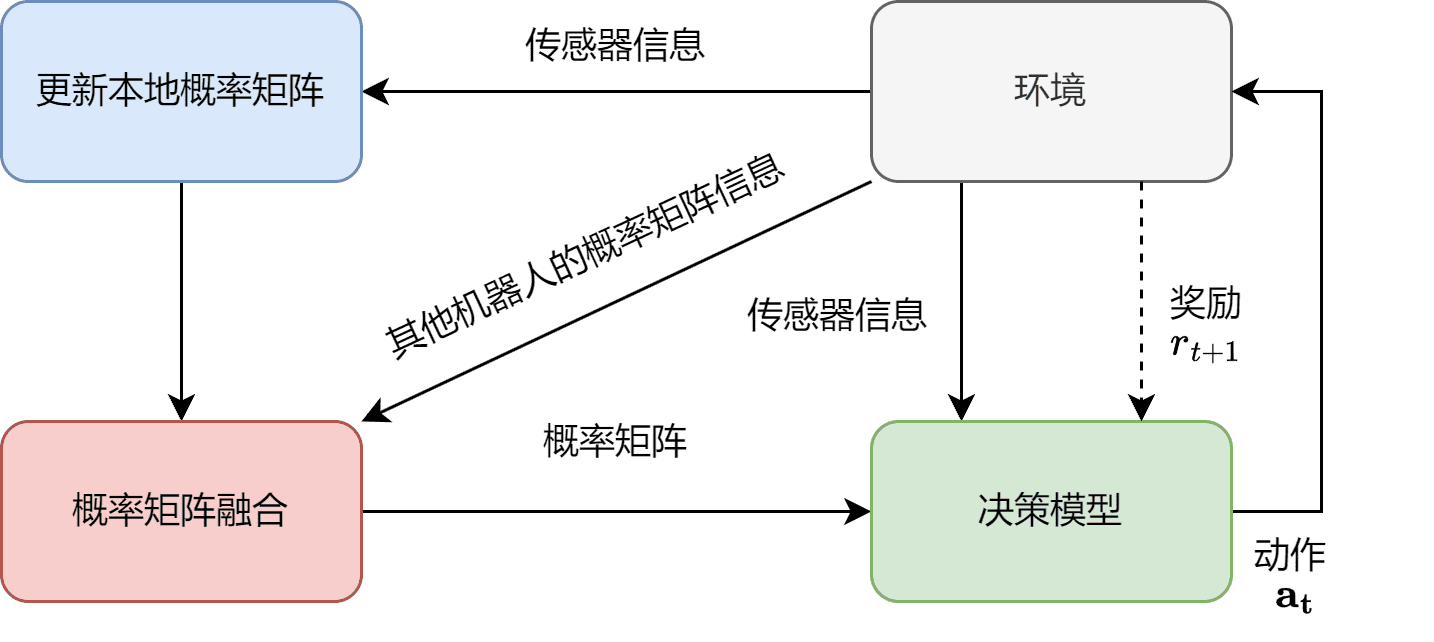 传感器信息
更新本地概率矩阵
环境
其他机器人的概率矩阵信息
传感器信息
奖励
r_{t+1}
概率矩阵
概率矩阵融合
决策模型
动作
a_t